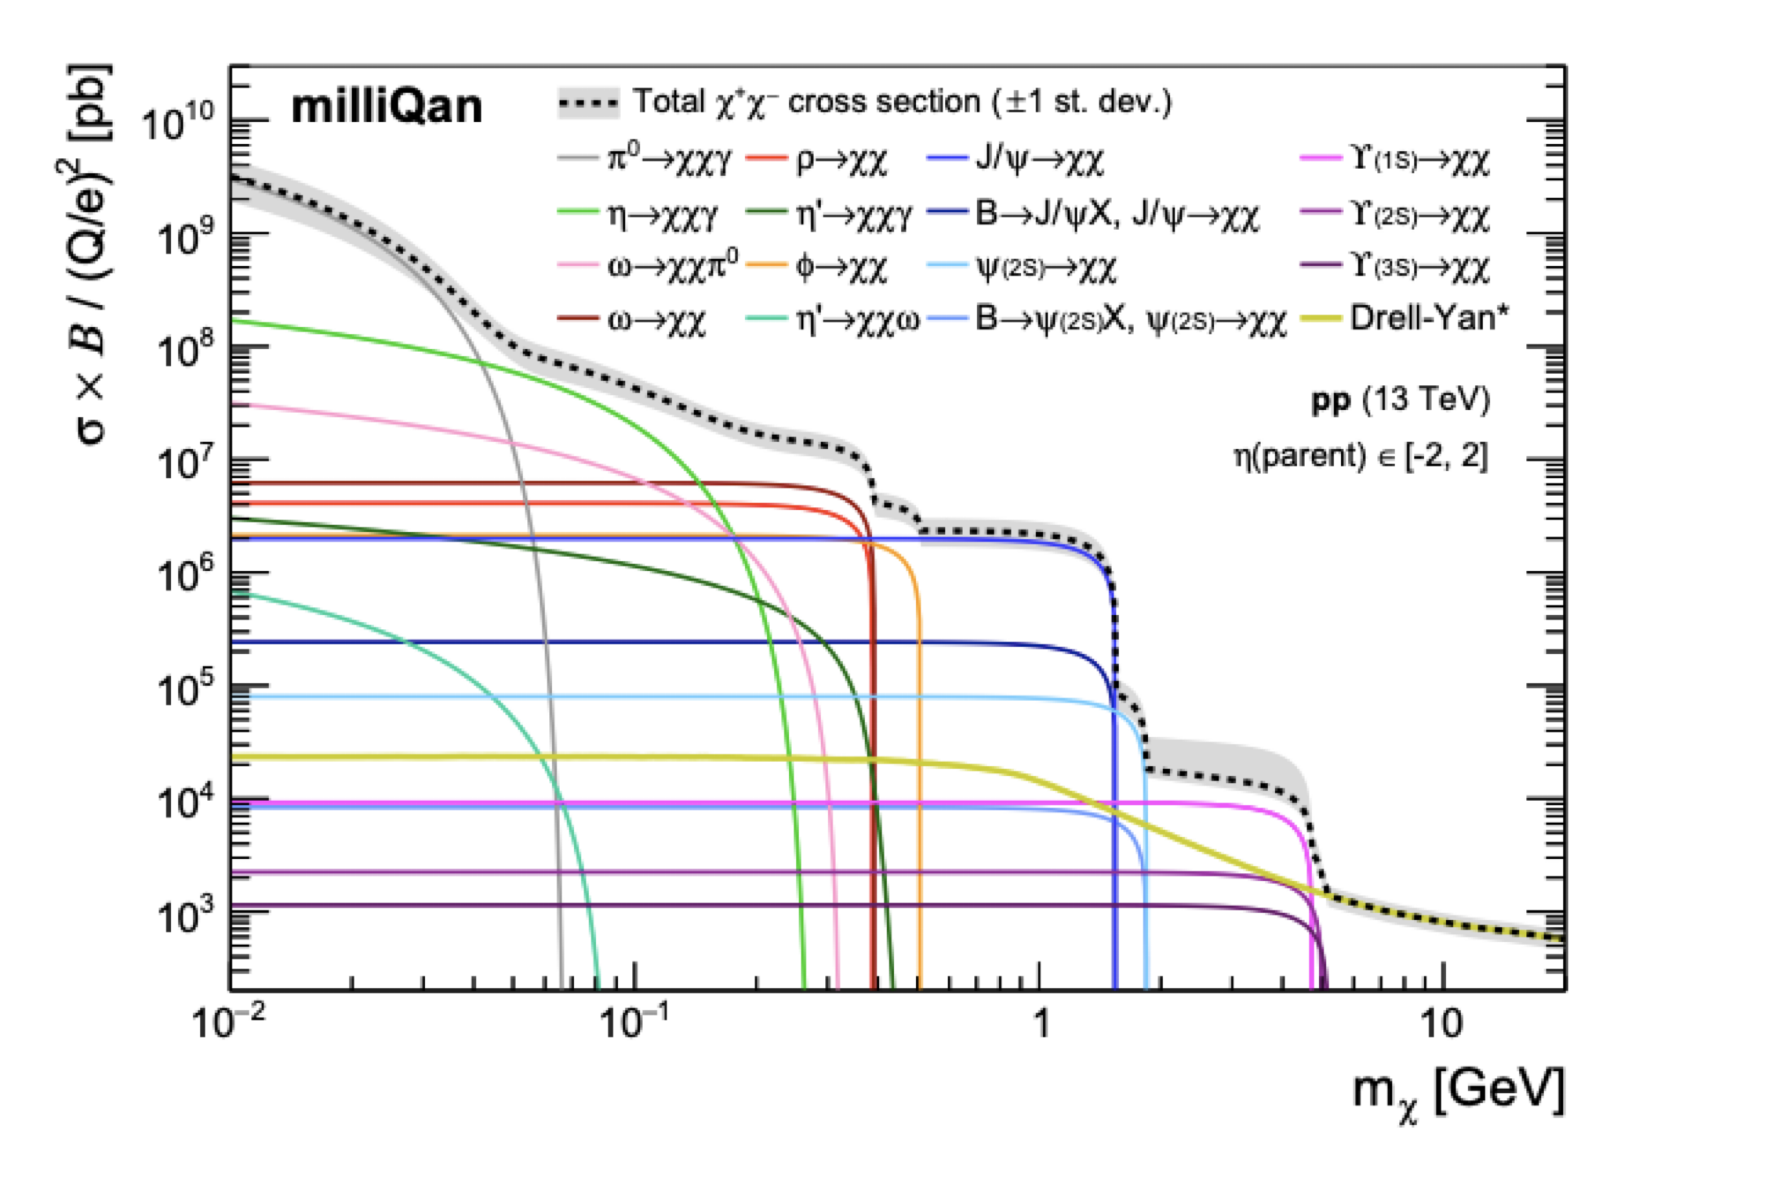 milliQan
Total χ⁺χ⁻ cross section (±1 st. dev.)
π⁰→χχγ ρ→χχ J/ψ→χχ ϒ(1S)→χχ
η→χχγ η'→χχγ B→J/ψX, J/ψ→χχ ϒ(2S)→χχ
ω→χχπ⁰ ϕ→χχ ψ(2S)→χχ ϒ(3S)→χχ
ω→χχ η'→χχω B→ψ(2S)X, ψ(2S)→χχ Drell-Yan*
pp (13 TeV)
η(parent) ∈ [-2, 2]
σ × B / (Q/e)² [pb]
10¹⁰
10⁹
10⁸
10⁷
10⁶
10⁵
10⁴
10³
10⁻² 10⁻¹ 1 10
mχ [GeV]